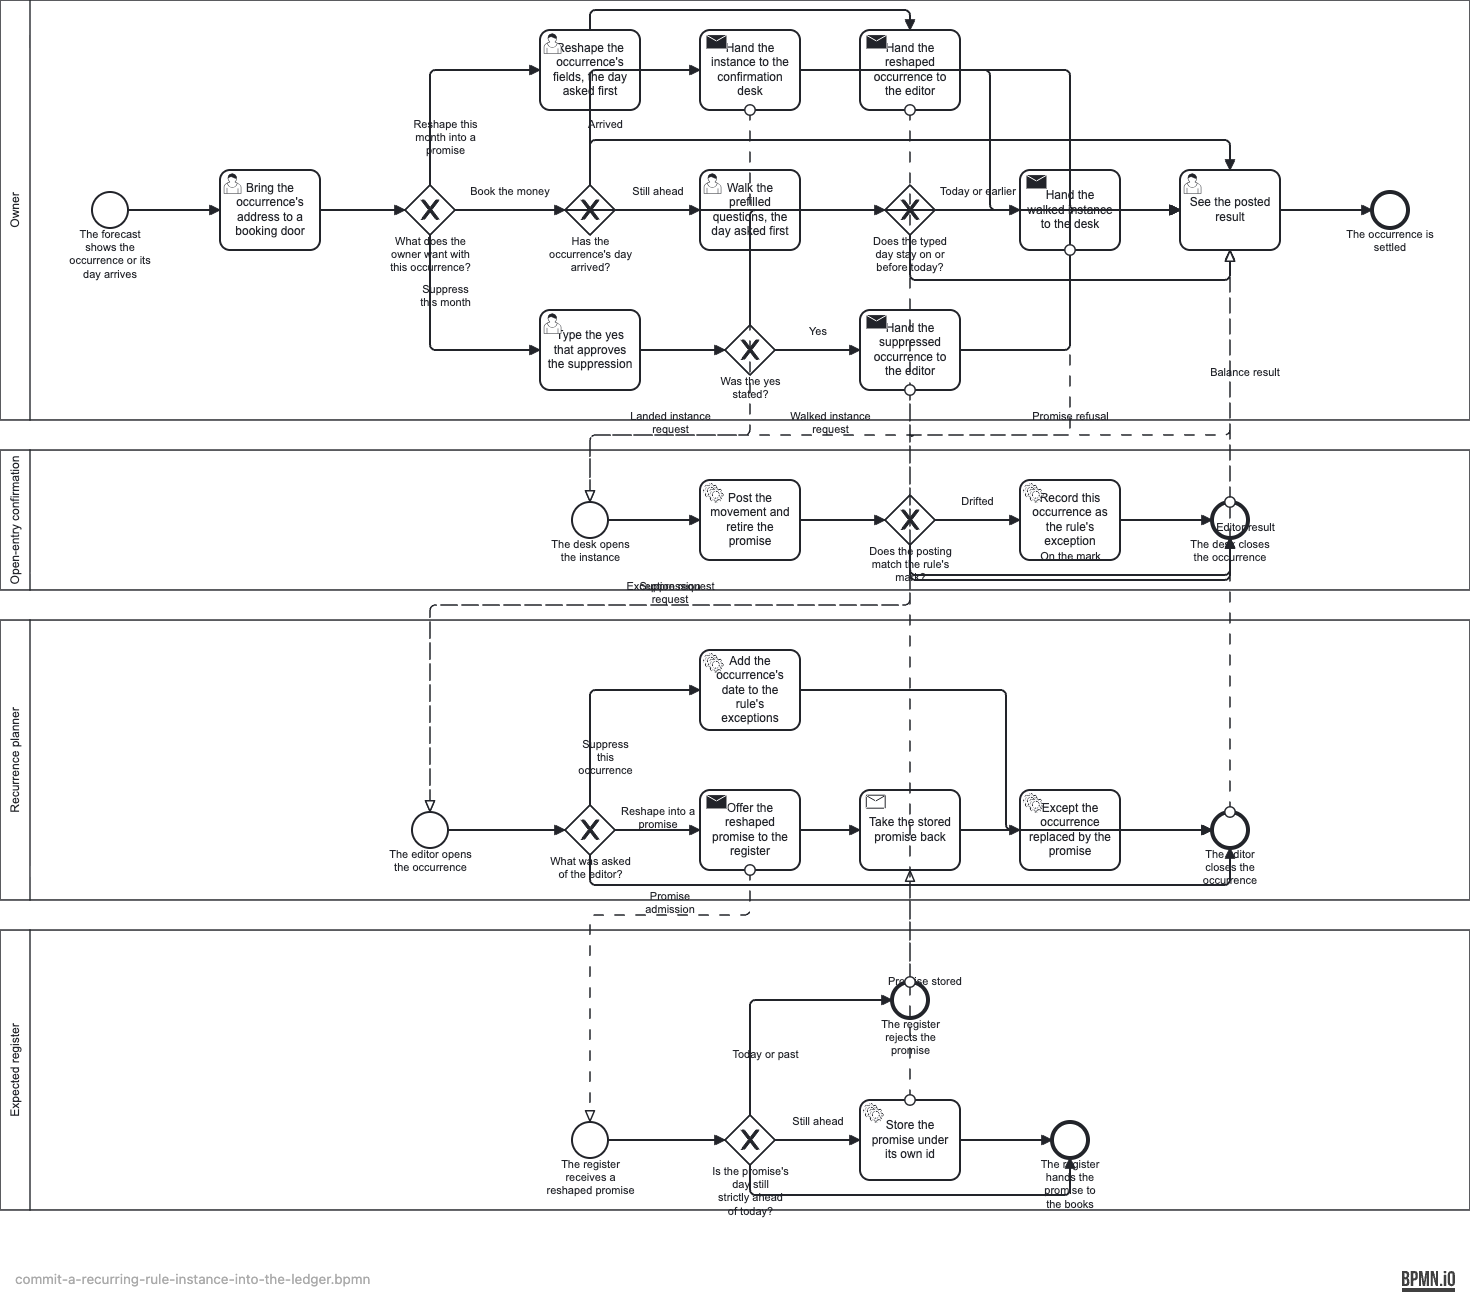 Owner
The forecast
shows the
occurrence or its
day arrives
Bring the
occurrence's
address to a
booking door
What does the
owner want with
this occurrence?
Reshape this
month into a
promise
Book the money
Suppress
this month
Reshape the
occurrence's
fields, the day
asked first
Hand the
instance to the
confirmation
desk
Hand the
reshaped
occurrence to
the editor
Arrived
Has the
occurrence's day
arrived?
Still ahead
Walk the
prefilled
questions, the
day asked first
Does the typed
day stay on or
before today?
Today or earlier
Hand the
walked instance
to the desk
See the posted
result
The occurrence is
settled
Type the yes
that approves
the suppression
Was the yes
stated?
Yes
Hand the
suppressed
occurrence to
the editor
Balance result
Landed instance
request
Walked instance
request
Promise refusal
Open-entry confirmation
The desk opens
the instance
Post the
movement and
retire the
promise
Does the posting
match the rule's
mark?
Drifted
Record this
occurrence as
the rule's
exception
On the mark
Editor result
The desk closes
the occurrence
Exception request
Suppression
request
Recurrence planner
The editor opens
the occurrence
What was asked
of the editor?
Suppress
this
occurrence
Add the
occurrence's
date to the
rule's
exceptions
Reshape into a
promise
Offer the
reshaped
promise to the
register
Take the stored
promise back
Except the
occurrence
replaced by the
promise
The editor
closes the
occurrence
Promise
admission
Expected register
The register
receives a
reshaped promise
Is the promise's
day still
strictly ahead
of today?
Today or past
Promise stored
The register
rejects the
promise
Still ahead
Store the
promise under
its own id
The register
hands the
promise to
the books
commit-a-recurring-rule-instance-into-the-ledger.bpmn
BPMN.iO